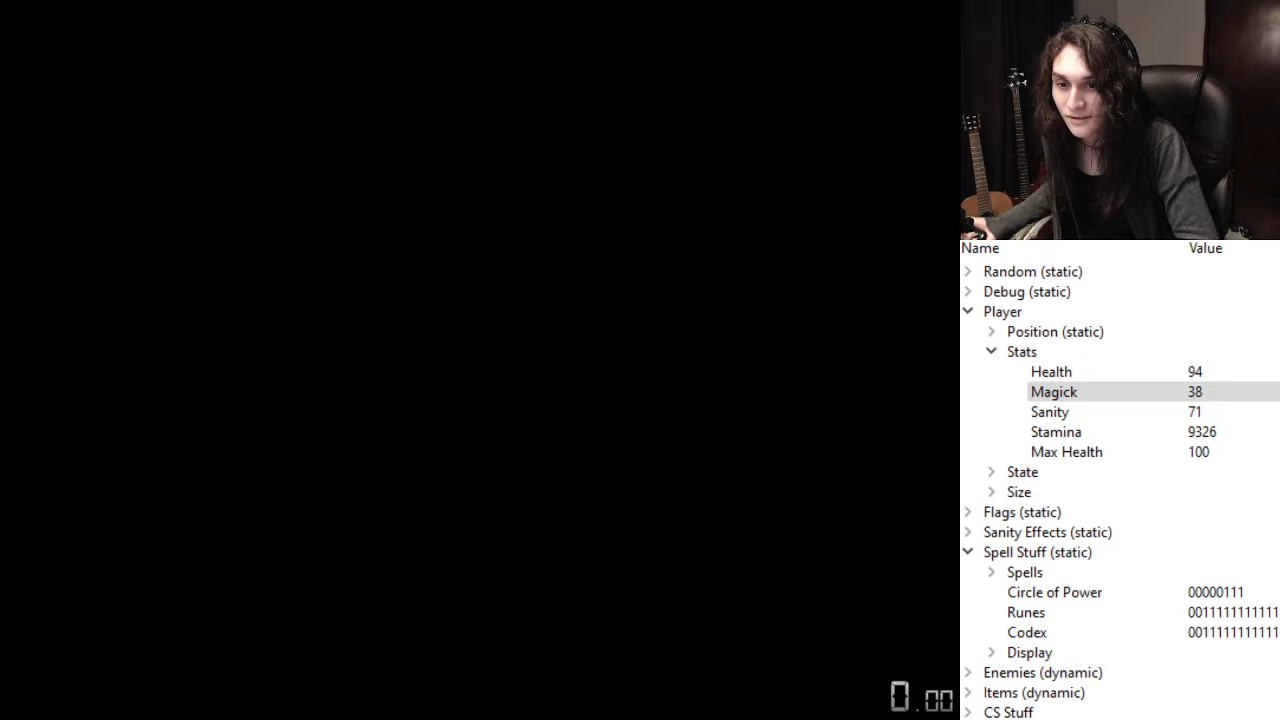 Name Value
Random (static)
Debug (static)
Player
Position (static)
Stats
Health 94
Magick 38
Sanity 71
Stamina 9326
Max Health 100
State
Size
Flags (static)
Sanity Effects (static)
Spell Stuff (static)
Spells
Circle of Power 00000111
Runes 0011111111111
Codex 0011111111111
Display
Enemies (dynamic)
Items (dynamic)
CS Stuff
0.00